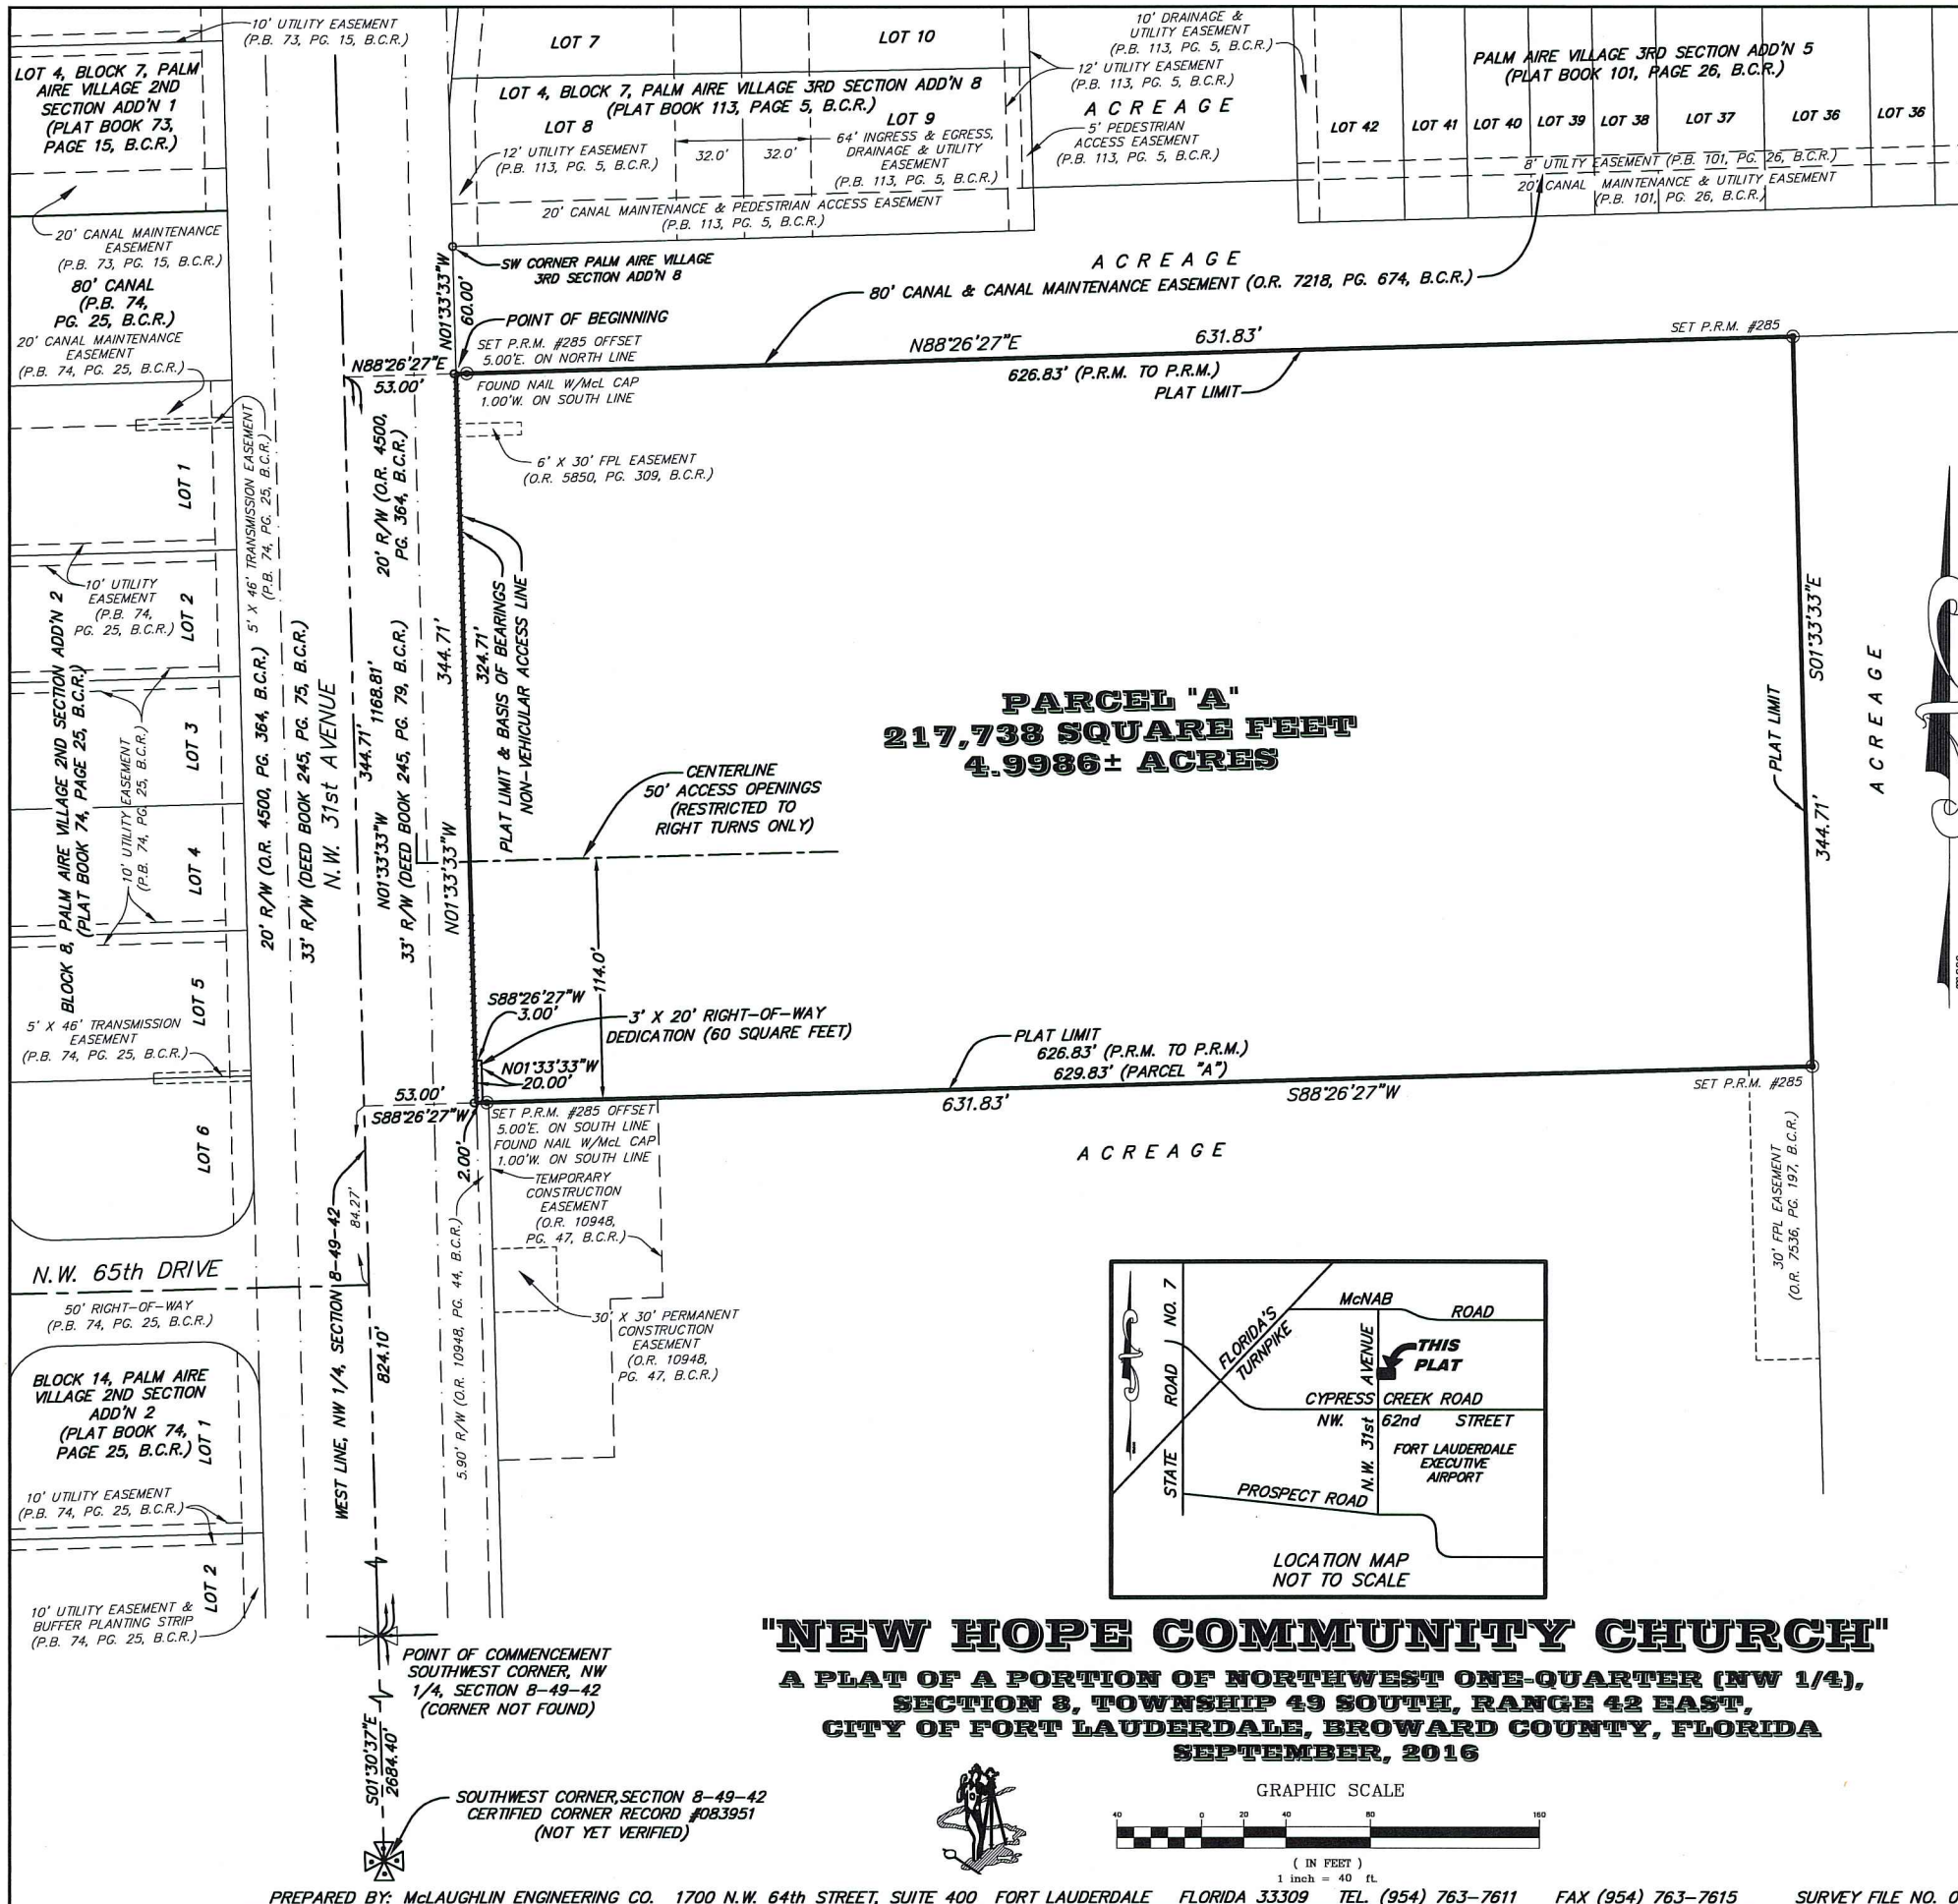 10' UTILITY EASEMENT
(P.B. 73, PG. 15, B.C.R.)
LOT 4, BLOCK 7, PALM
AIRE VILLAGE 2ND
SECTION ADD'N 1
(PLAT BOOK 73,
PAGE 15, B.C.R.)
20' CANAL MAINTENANCE
EASEMENT
(P.B. 73, PG. 15, B.C.R.)
80' CANAL
(P.B. 74,
PG. 25, B.C.R.)
20' CANAL MAINTENANCE
EASEMENT
(P.B. 74, PG. 25, B.C.R.)
LOT 7
LOT 10
LOT 4, BLOCK 7, PALM AIRE VILLAGE 3RD SECTION ADD'N 8
(PLAT BOOK 113, PAGE 5, B.C.R.)
LOT 8
LOT 9
12' UTILITY EASEMENT
(P.B. 113, PG. 5, B.C.R.)
32.0'
32.0'
64' INGRESS & EGRESS,
DRAINAGE & UTILITY
EASEMENT
(P.B. 113, PG. 5, B.C.R.)
20' CANAL MAINTENANCE & PEDESTRIAN ACCESS EASEMENT
(P.B. 113, PG. 5, B.C.R.)
10' DRAINAGE &
UTILITY EASEMENT
(P.B. 113, PG. 5, B.C.R.)
12' UTILITY EASEMENT
(P.B. 113, PG. 5, B.C.R.)
ACREAGE
5' PEDESTRIAN
ACCESS EASEMENT
(P.B. 113, PG. 5, B.C.R.)
PALM AIRE VILLAGE 3RD SECTION ADD'N 5
(PLAT BOOK 101, PAGE 26, B.C.R.)
LOT 42
LOT 41
LOT 40
LOT 39
LOT 38
LOT 37
LOT 36
LOT 36
8' UTILTY EASEMENT (P.B. 101, PG. 26, B.C.R.)
20' CANAL MAINTENANCE & UTILITY EASEMENT
(P.B. 101, PG. 26, B.C.R.)
SW CORNER PALM AIRE VILLAGE
3RD SECTION ADD'N 8
N01°33'33"W
60.00'
ACREAGE
80' CANAL & CANAL MAINTENANCE EASEMENT (O.R. 7218, PG. 674, B.C.R.)
POINT OF BEGINNING
SET P.R.M. #285 OFFSET
5.00'E. ON NORTH LINE
FOUND NAIL W/McL CAP
1.00'W. ON SOUTH LINE
N88°26'27"E
53.00'
N88°26'27"E
631.83'
SET P.R.M. #285
626.83' (P.R.M. TO P.R.M.)
PLAT LIMIT
6' X 30' FPL EASEMENT
(O.R. 5850, PG. 309, B.C.R.)
LOT 1
10' UTILITY
EASEMENT
(P.B. 74,
PG. 25, B.C.R.)
LOT 2
LOT 3
LOT 4
LOT 5
LOT 6
10' UTILITY EASEMENT
(P.B. 74, PG. 25, B.C.R.)
BLOCK 8, PALM AIRE VILLAGE 2ND SECTION ADD'N 2
(PLAT BOOK 74, PAGE 25, B.C.R.)
5' X 46' TRANSMISSION EASEMENT
(P.B. 74, PG. 25, B.C.R.)
20' R/W (O.R. 4500, PG. 364, B.C.R.)
33' R/W (DEED BOOK 245, PG. 75, B.C.R.)
N.W. 31st AVENUE
344.71'
1168.81'
N01°33'33"W
20' R/W (O.R. 4500,
PG. 364, B.C.R.)
33' R/W (DEED BOOK 245, PG. 79, B.C.R.)
344.71'
324.71'
N01°33'33"W
PLAT LIMIT & BASIS OF BEARINGS
NON-VEHICULAR ACCESS LINE
PARCEL "A"
217,738 SQUARE FEET
4.9986± ACRES
CENTERLINE
50' ACCESS OPENINGS
(RESTRICTED TO
RIGHT TURNS ONLY)
114.0'
S01°33'33"E
PLAT LIMIT
344.71'
ACREAGE
S88°26'27"W
3.00'
3' X 20' RIGHT-OF-WAY
DEDICATION (60 SQUARE FEET)
N01°33'33"W
20.00'
PLAT LIMIT
626.83' (P.R.M. TO P.R.M.)
629.83' (PARCEL "A")
631.83'
S88°26'27"W
SET P.R.M. #285
5' X 46' TRANSMISSION
EASEMENT
(P.B. 74, PG. 25, B.C.R.)
53.00'
S88°26'27"W
2.00'
SET P.R.M. #285 OFFSET
5.00'E. ON SOUTH LINE
FOUND NAIL W/McL CAP
1.00'W. ON SOUTH LINE
TEMPORARY
CONSTRUCTION
EASEMENT
(O.R. 10948,
PG. 47, B.C.R.)
ACREAGE
30' FPL EASEMENT
(O.R. 7536, PG. 197, B.C.R.)
WEST LINE, NW 1/4, SECTION 8-49-42
84.27'
824.10'
5.90' R/W (O.R. 10948, PG. 44, B.C.R.)
30' X 30' PERMANENT
CONSTRUCTION
EASEMENT
(O.R. 10948,
PG. 47, B.C.R.)
N.W. 65th DRIVE
50' RIGHT-OF-WAY
(P.B. 74, PG. 25, B.C.R.)
BLOCK 14, PALM AIRE
VILLAGE 2ND SECTION
ADD'N 2
(PLAT BOOK 74,
PAGE 25, B.C.R.)
LOT 1
10' UTILITY EASEMENT
(P.B. 74, PG. 25, B.C.R.)
LOT 2
10' UTILITY EASEMENT &
BUFFER PLANTING STRIP
(P.B. 74, PG. 25, B.C.R.)
STATE ROAD NO. 7
FLORIDA'S
TURNPIKE
McNAB ROAD
THIS
PLAT
N.W. 31st AVENUE
CYPRESS CREEK ROAD
NW. 62nd STREET
FORT LAUDERDALE
EXECUTIVE
AIRPORT
PROSPECT ROAD
LOCATION MAP
NOT TO SCALE
POINT OF COMMENCEMENT
SOUTHWEST CORNER, NW
1/4, SECTION 8-49-42
(CORNER NOT FOUND)
S01°30'37"E
2684.40'
SOUTHWEST CORNER,SECTION 8-49-42
CERTIFIED CORNER RECORD #083951
(NOT YET VERIFIED)
"NEW HOPE COMMUNITY CHURCH"
A PLAT OF A PORTION OF NORTHWEST ONE-QUARTER (NW 1/4),
SECTION 8, TOWNSHIP 49 SOUTH, RANGE 42 EAST,
CITY OF FORT LAUDERDALE, BROWARD COUNTY, FLORIDA
SEPTEMBER, 2016
GRAPHIC SCALE
40 0 20 40 80 160
( IN FEET )
1 inch = 40 ft.
PREPARED BY: McLAUGHLIN ENGINEERING CO. 1700 N.W. 64th STREET, SUITE 400 FORT LAUDERDALE FLORIDA 33309 TEL. (954) 763-7611 FAX (954) 763-7615 SURVEY FILE NO.